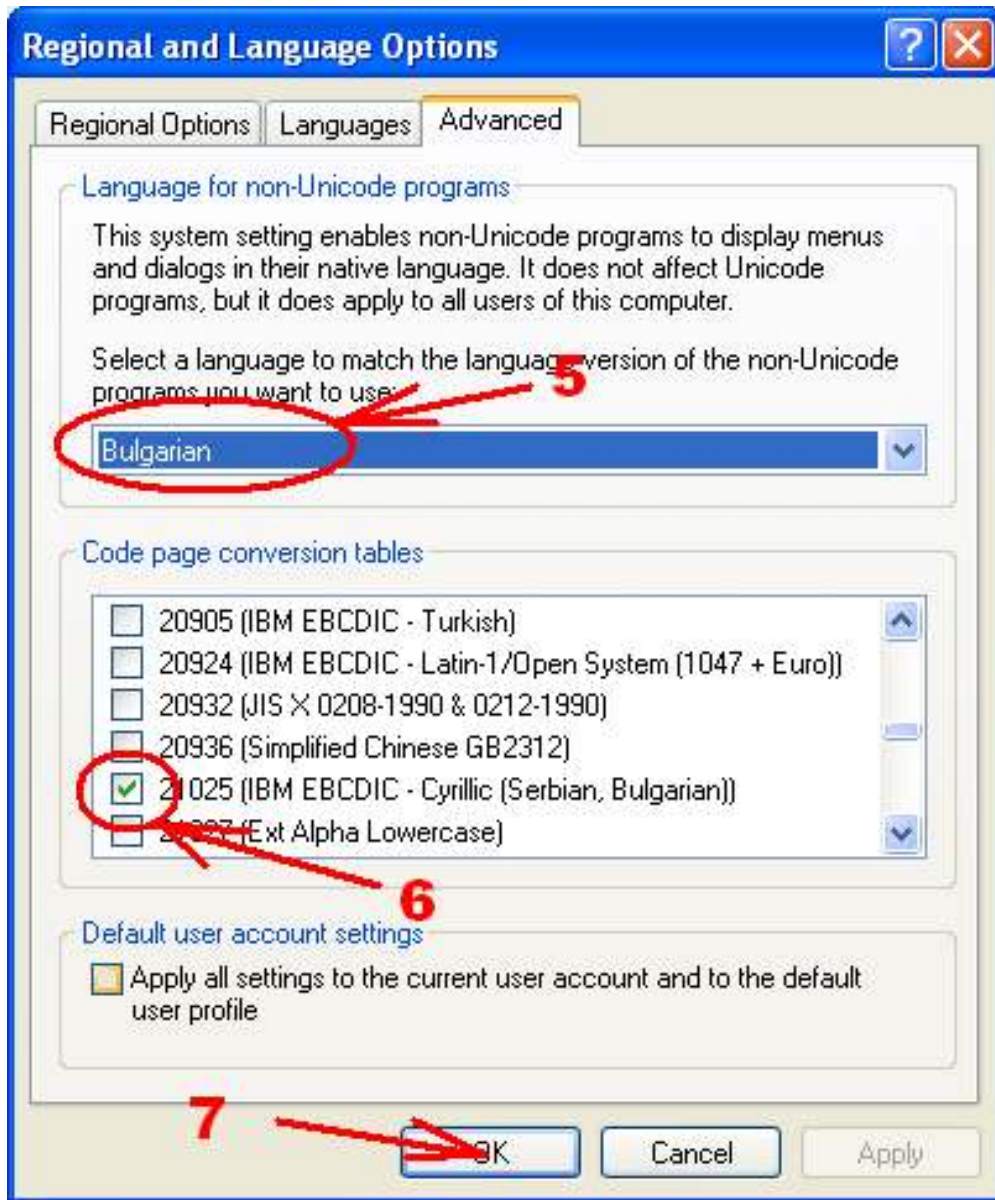 Regional and Language Options
Regional Options Languages Advanced
Language for non-Unicode programs
This system setting enables non-Unicode programs to display menus
and dialogs in their native language. It does not affect Unicode
programs, but it does apply to all users of this computer.
Select a language to match the language version of the non-Unicode
programs you want to use:
5
Bulgarian
Code page conversion tables
20905 (IBM EBCDIC - Turkish)
20924 (IBM EBCDIC - Latin-1/Open System (1047 + Euro))
20932 (JIS X 0208-1990 & 0212-1990)
20936 (Simplified Chinese GB2312)
21025 (IBM EBCDIC - Cyrillic (Serbian, Bulgarian))
21027 (Ext Alpha Lowercase)
6
Default user account settings
Apply all settings to the current user account and to the default
user profile
7
OK Cancel Apply